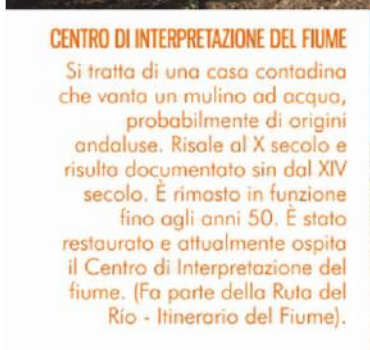 CENTRO DI INTERPRETAZIONE DEL FIUME
Si tratta di una casa contadina
che vanta un mulino ad acqua,
probabilmente di origini
andaluse. Risale al X secolo e
risulta documentato sin dal XIV
secolo. È rimasto in funzione
fino agli anni 50. È stato
restaurato e attualmente ospita
il Centro di Interpretazione del
fiume. (Fa parte della Ruta del
Río - Itinerario del Fiume).